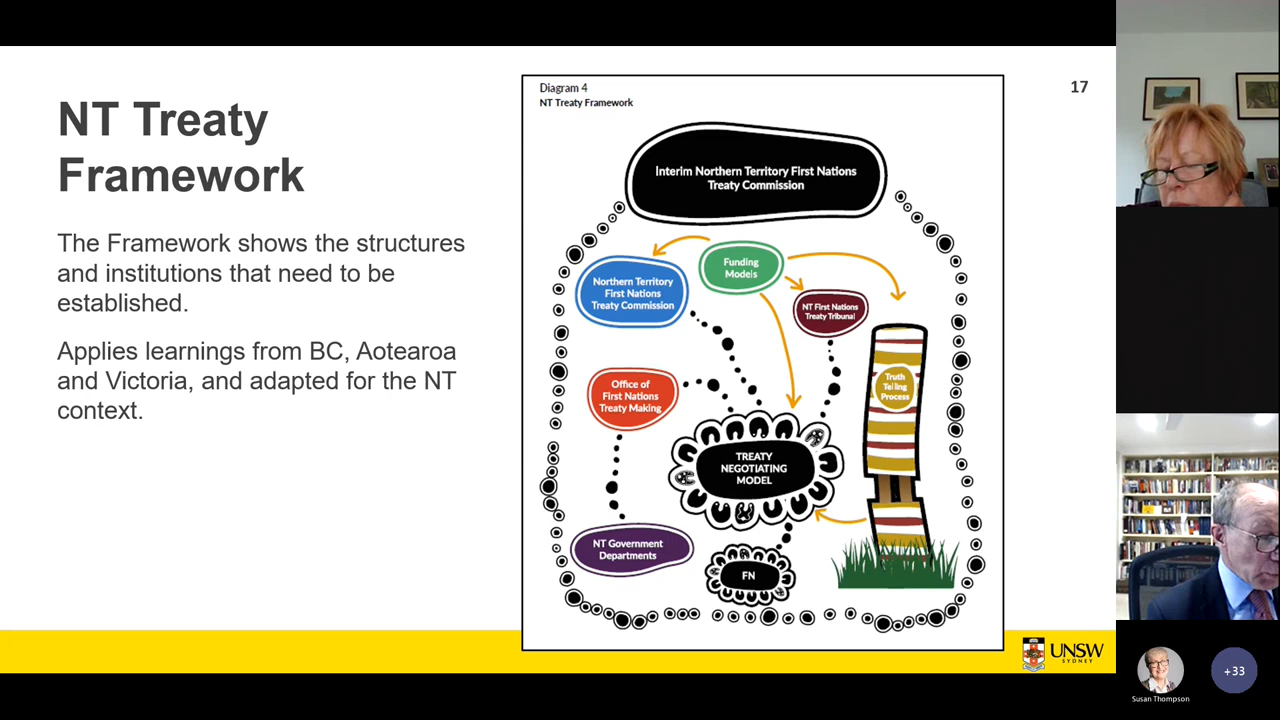 NT Treaty
Framework
The Framework shows the structures
and institutions that need to be
established.
Applies learnings from BC, Aotearoa
and Victoria, and adapted for the NT
context.
Diagram 4
NT Treaty Framework
Interim Northern Territory First Nations
Treaty Commission
Funding
Models
Northern Territory
First Nations
Treaty Commission
NT First Nations
Treaty Tribunal
Truth
Telling
Process
Office of
First Nations
Treaty Making
TREATY
NEGOTIATING
MODEL
NT Government
Departments
FN
17
UNSW
SYDNEY
Susan Thompson
+33